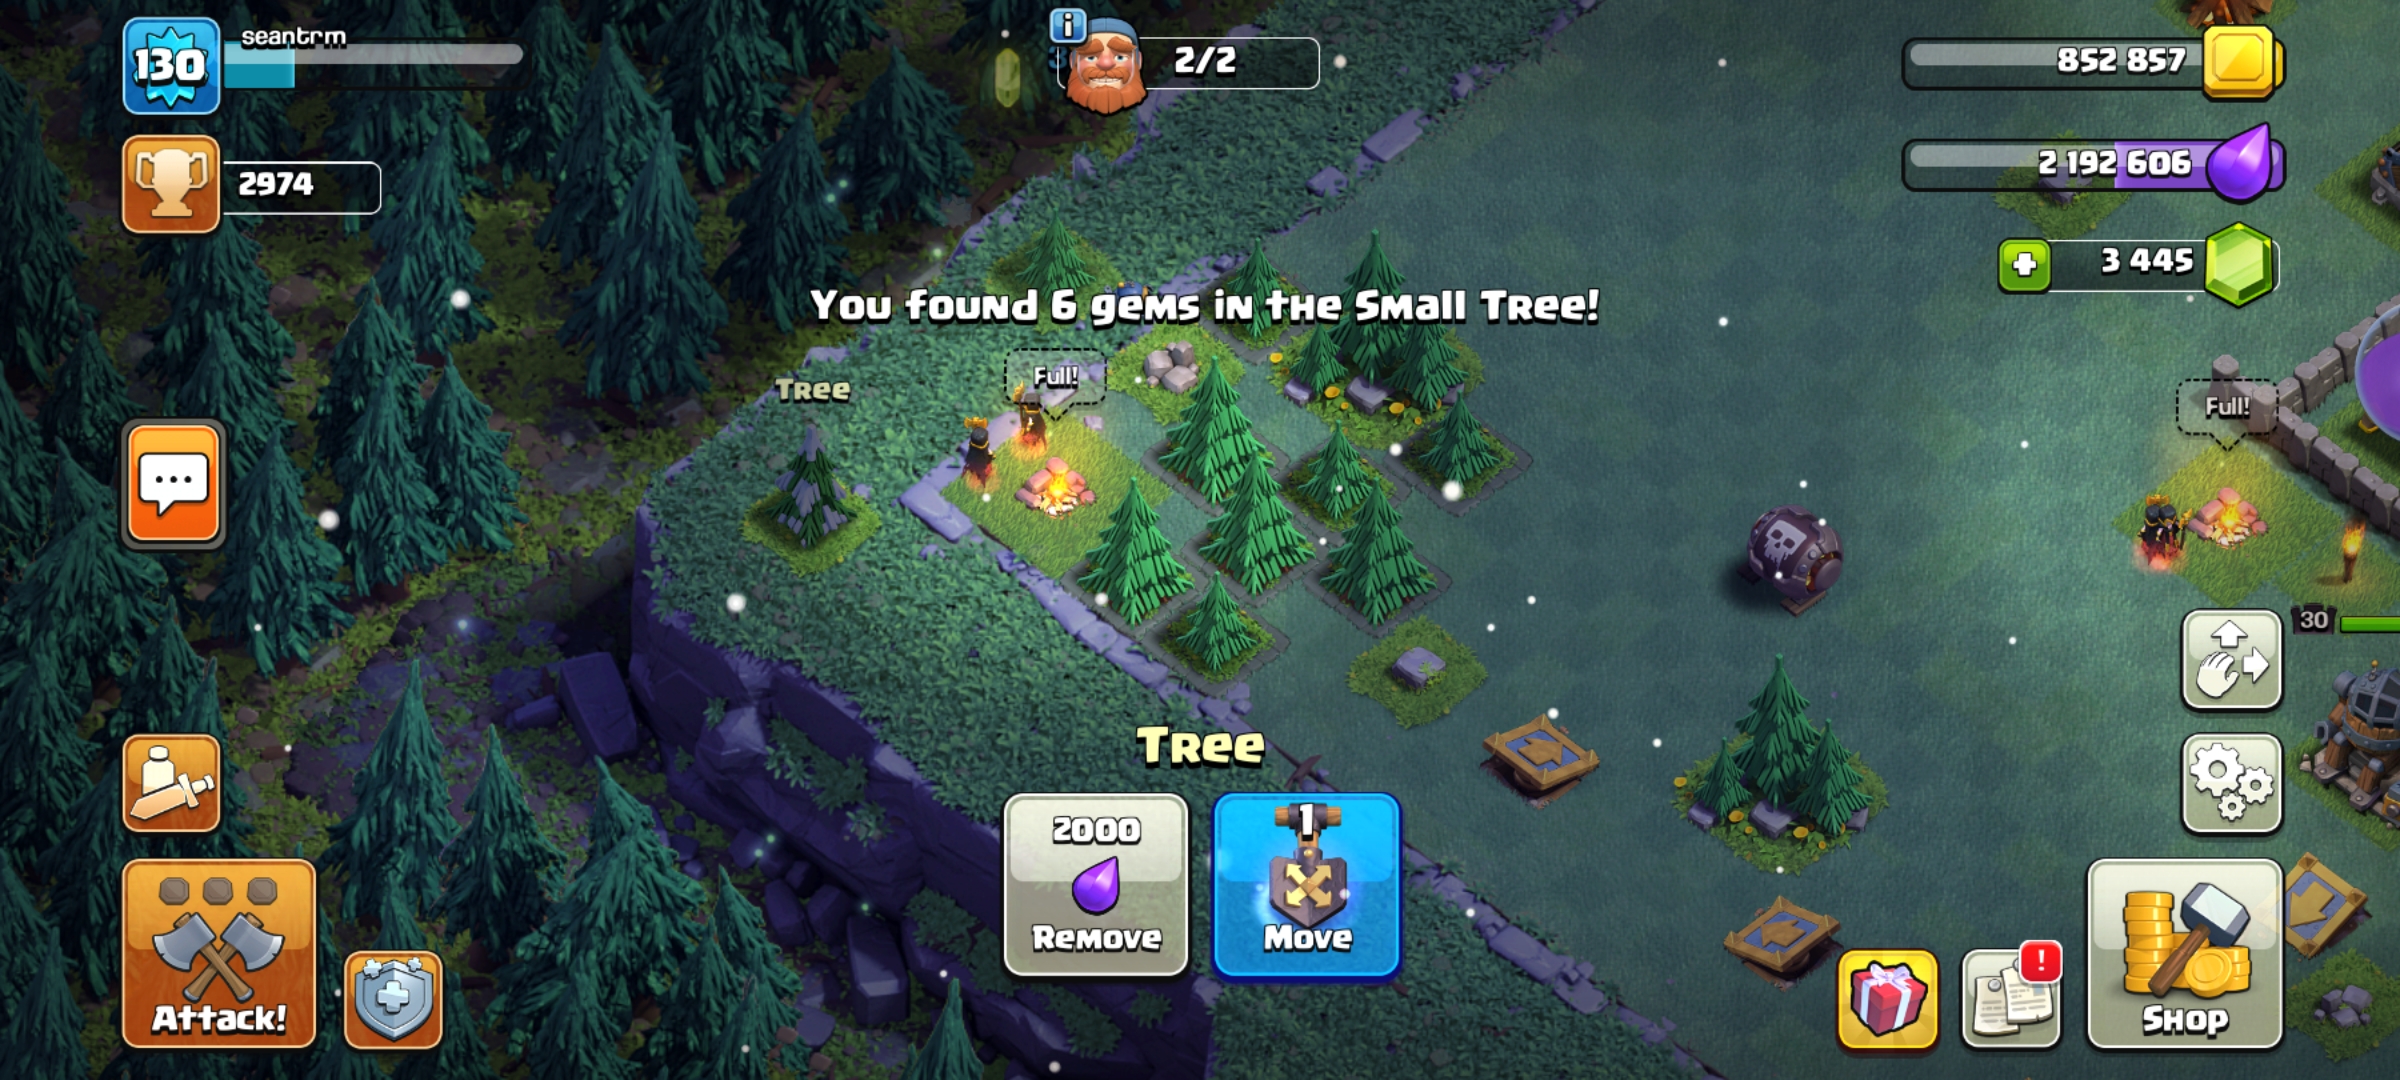 130
seantrm
2/2
852 857
2974
2 192 606
3 445
You found 6 gems in the Small Tree!
Tree
Full!
Full!
30
Tree
2000
Remove
1
Move
Attack!
!
Shop